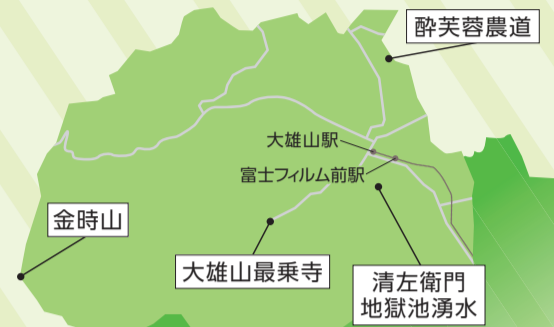 酔芙蓉農道
大雄山駅
富士フィルム前駅
金時山
大雄山最乗寺
清左衛門
地獄池湧水